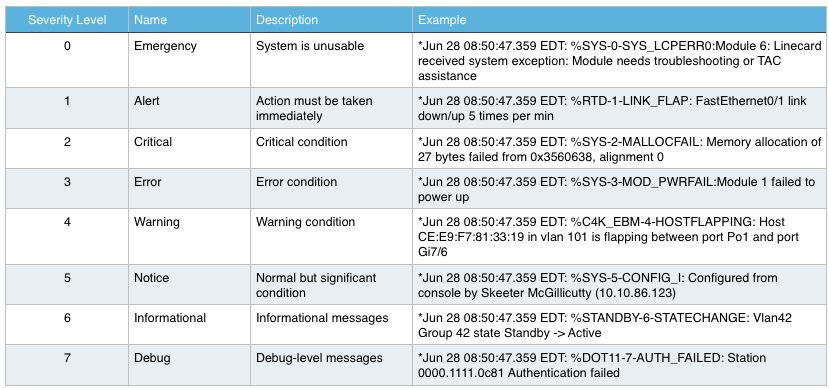 Severity Level Name Description Example
0 Emergency System is unusable *Jun 28 08:50:47.359 EDT: %SYS-0-SYS_LCPERR0:Module 6: Linecard
received system exception: Module needs troubleshooting or TAC
assistance
1 Alert Action must be taken *Jun 28 08:50:47.359 EDT: %RTD-1-LINK_FLAP: FastEthernet0/1 link
immediately down/up 5 times per min
2 Critical Critical condition *Jun 28 08:50:47.359 EDT: %SYS-2-MALLOCFAIL: Memory allocation of
27 bytes failed from 0x3560638, alignment 0
3 Error Error condition *Jun 28 08:50:47.359 EDT: %SYS-3-MOD_PWRFAIL:Module 1 failed to
power up
4 Warning Warning condition *Jun 28 08:50:47.359 EDT: %C4K_EBM-4-HOSTFLAPPING: Host
CE:E9:F7:81:33:19 in vlan 101 is flapping between port Po1 and port
Gi7/6
5 Notice Normal but significant *Jun 28 08:50:47.359 EDT: %SYS-5-CONFIG_I: Configured from
condition console by Skeeter McGillicutty (10.10.86.123)
6 Informational Informational messages *Jun 28 08:50:47.359 EDT: %STANDBY-6-STATECHANGE: Vlan42
Group 42 state Standby -> Active
7 Debug Debug-level messages *Jun 28 08:50:47.359 EDT: %DOT11-7-AUTH_FAILED: Station
0000.1111.0c81 Authentication failed